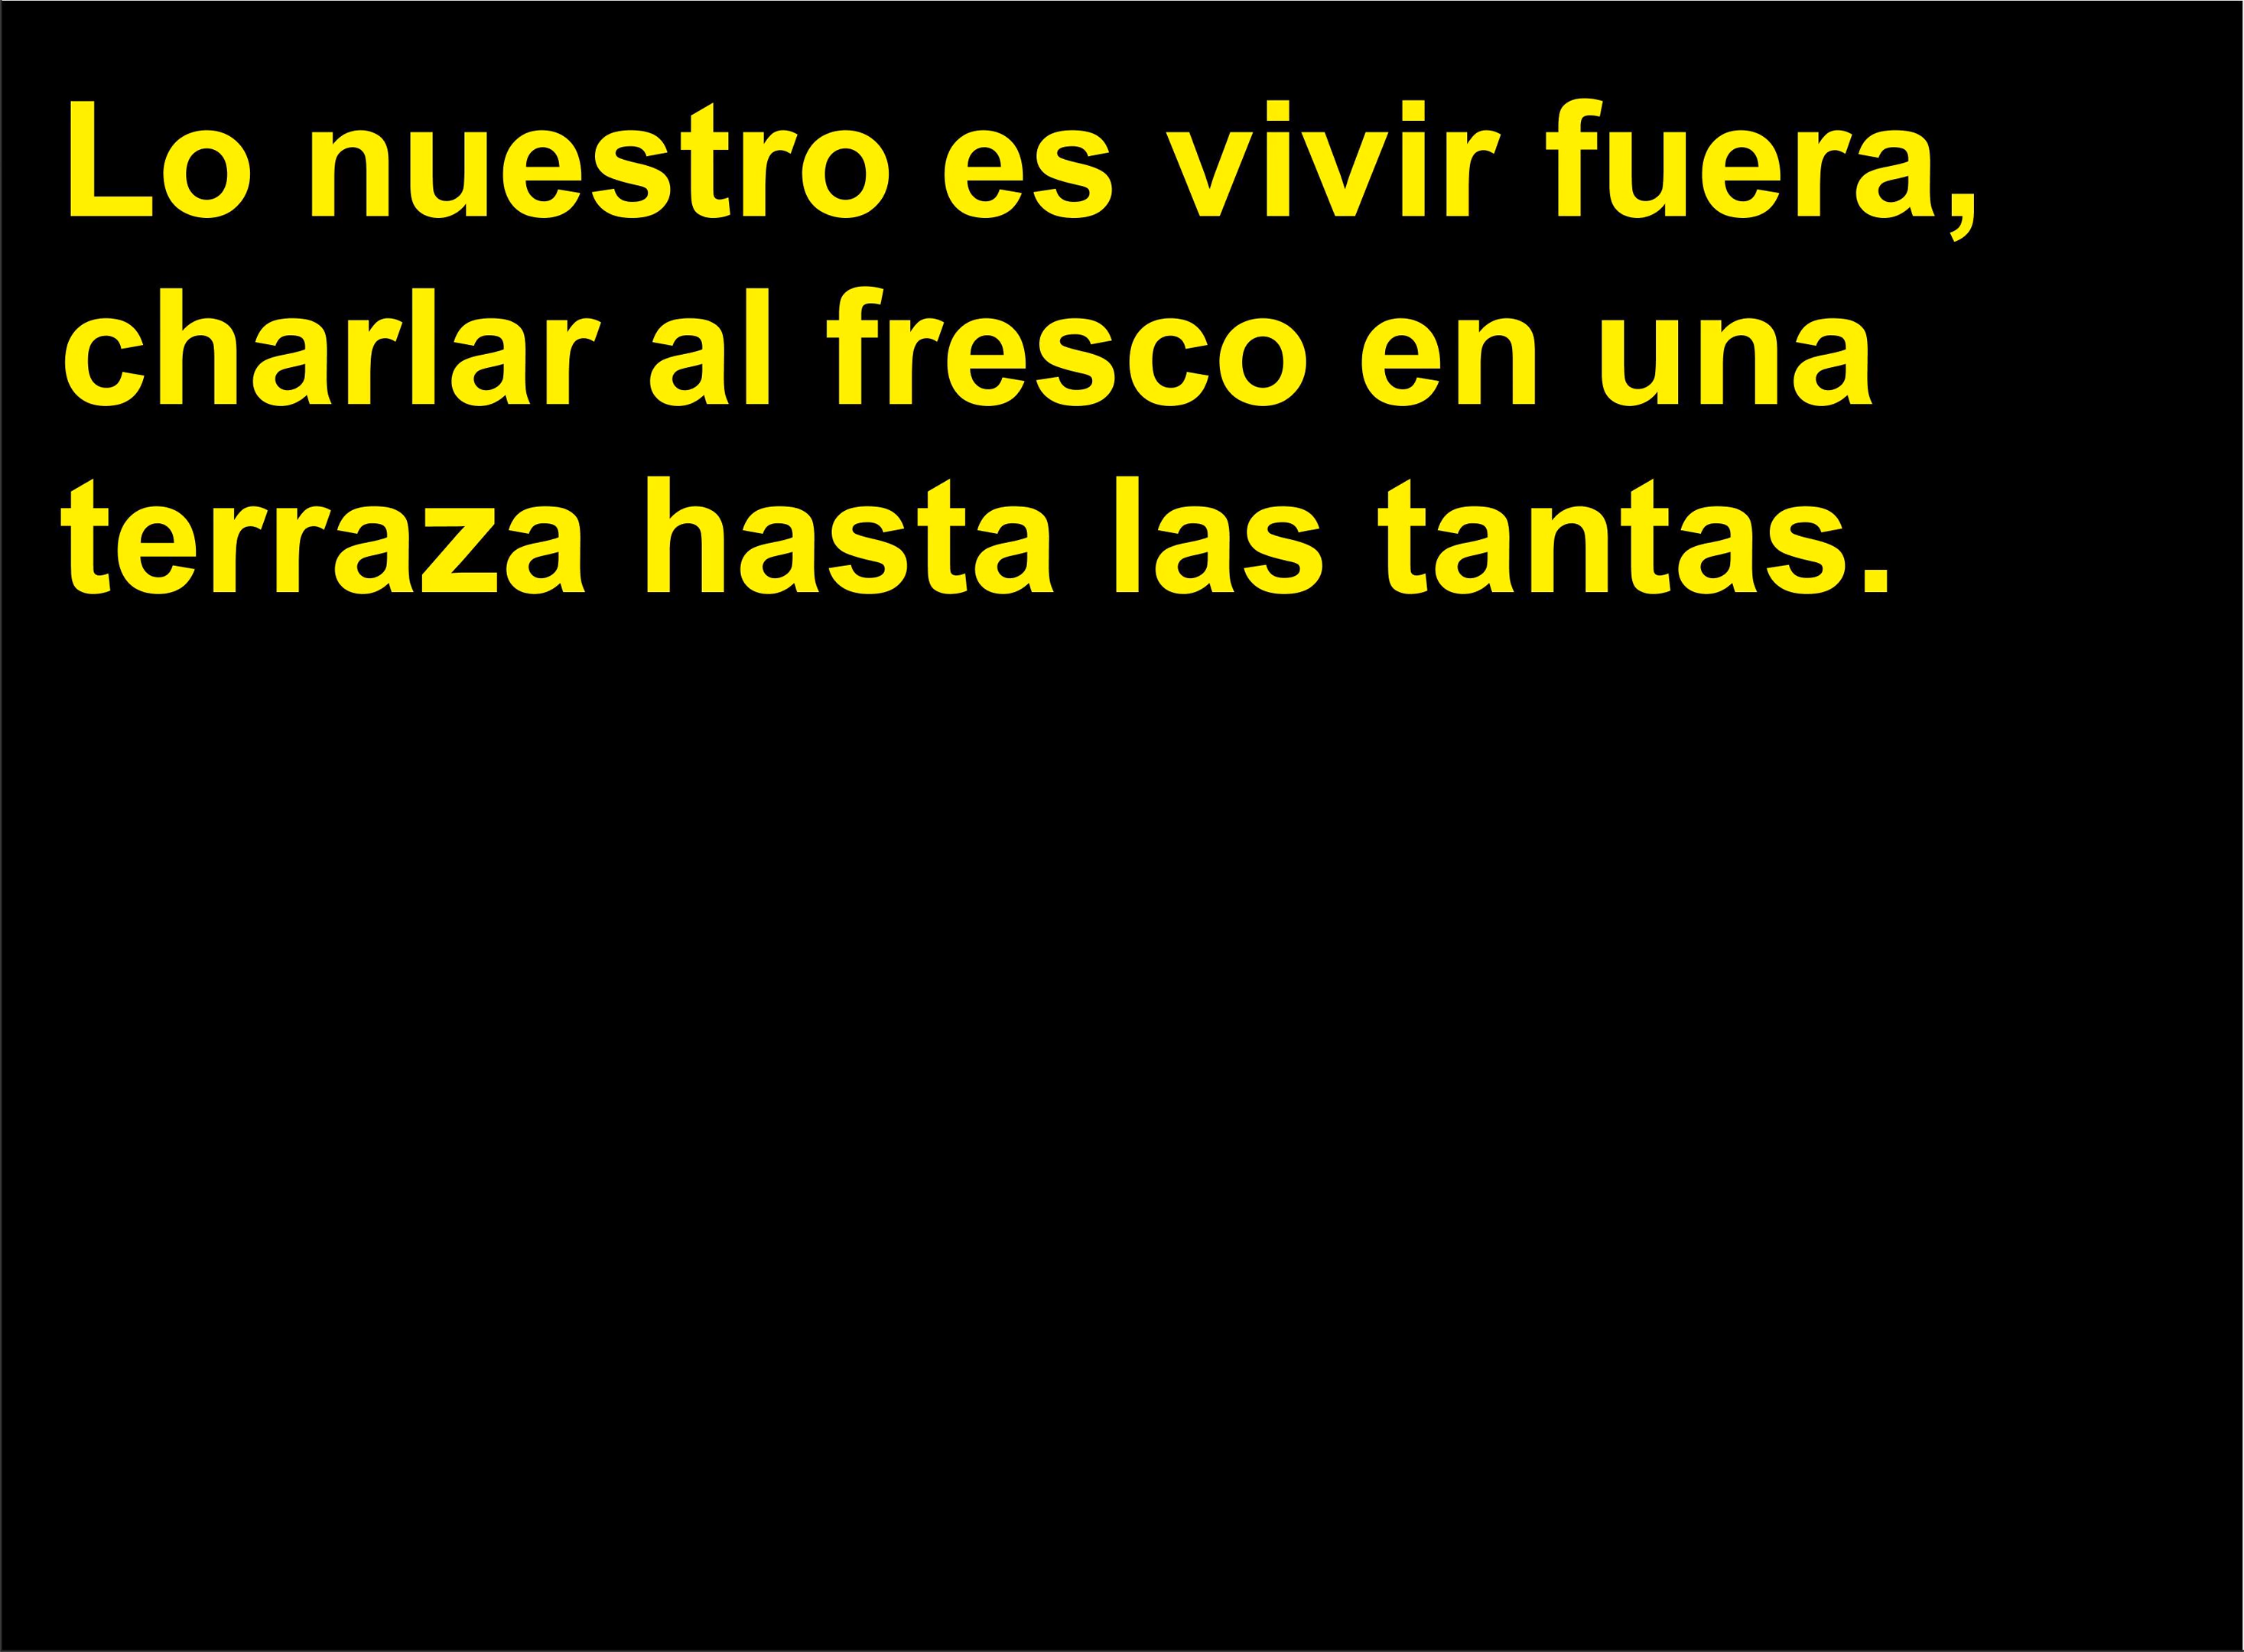 Lo nuestro es vivir fuera,
charlar al fresco en una
terraza hasta las tantas.